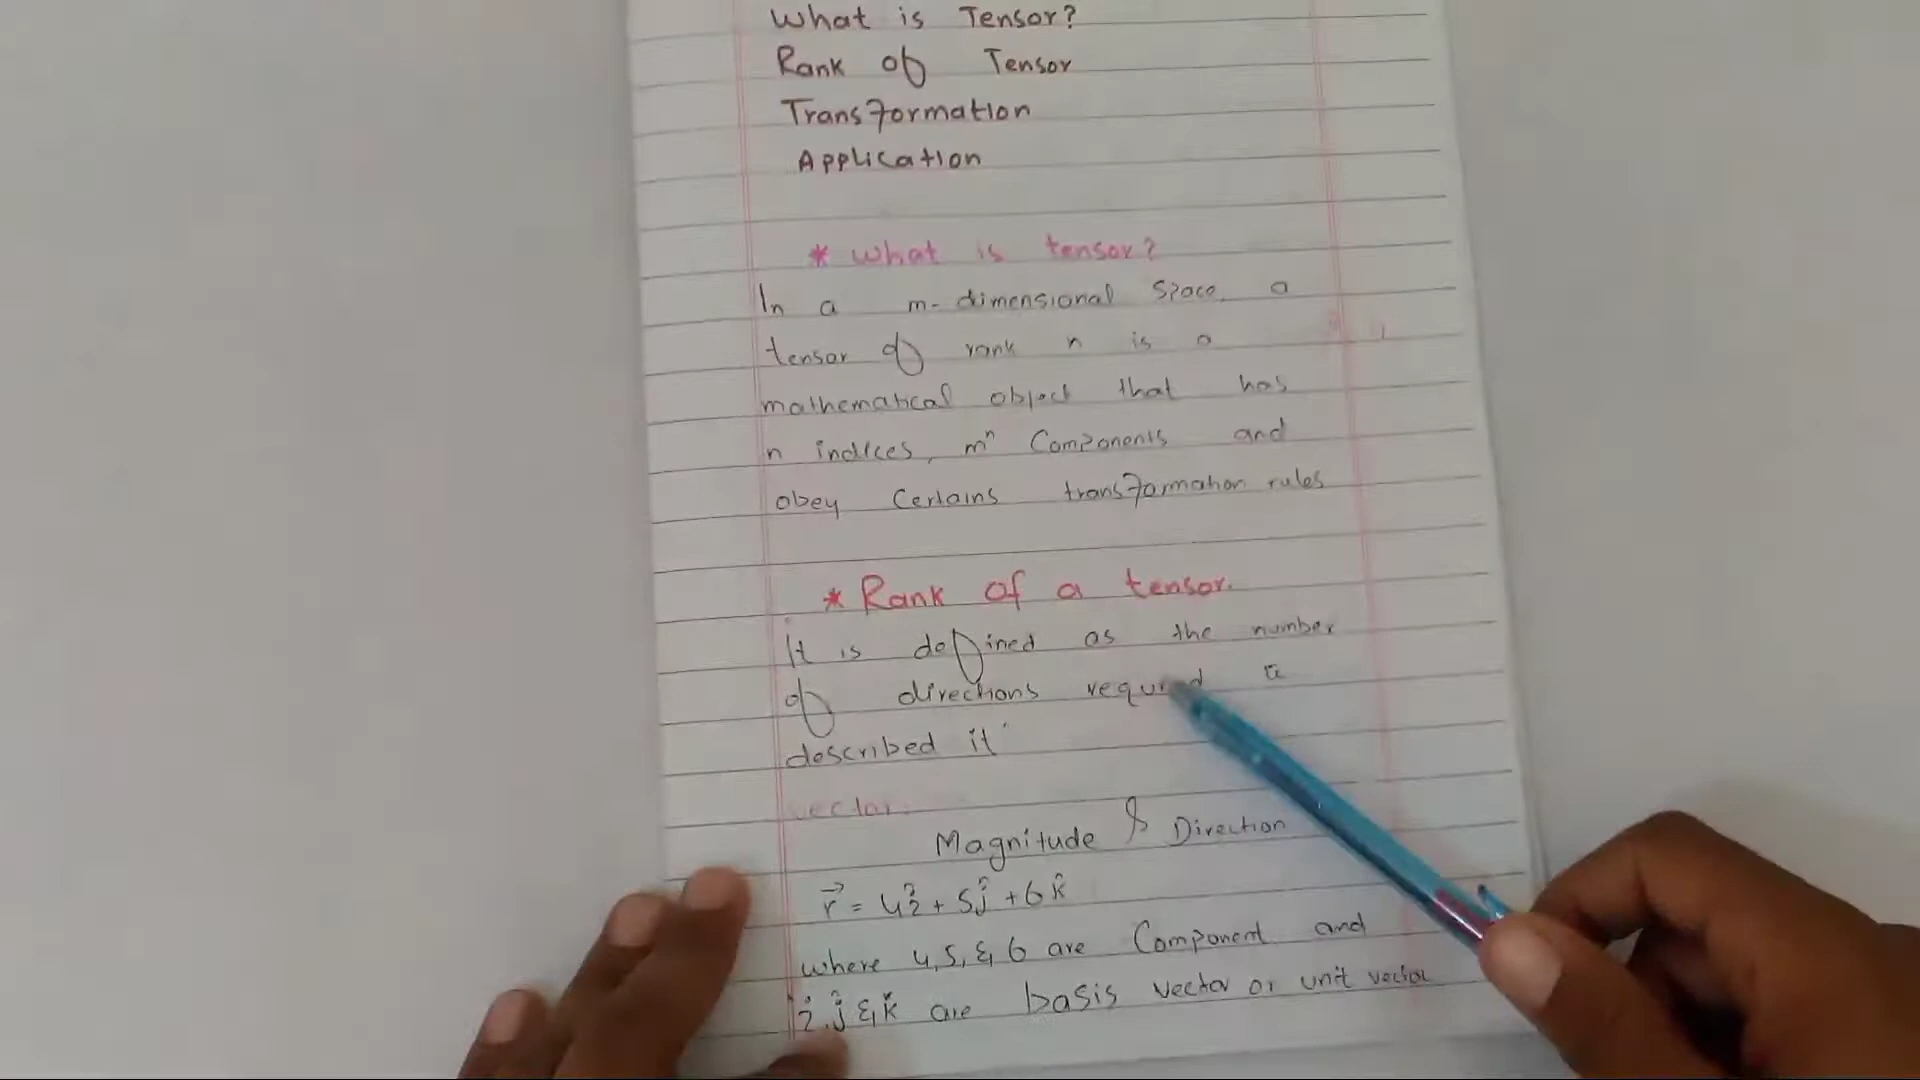 What is Tensor?
Rank of Tensor
Transformation
Application
* What is tensor?
In a m-dimensional space a
tensor of rank n is a
mathematical object that has
n indices, mⁿ Components and
obey Certains transformation rules
* Rank of a tensor.
It is defined as the number
of directions required to
described it
vector
Magnitude & Direction
r⃗ = 4î + 5ĵ + 6k̂
where 4, 5, & 6 are Component and
î, ĵ & k̂ are basis vector or unit vector